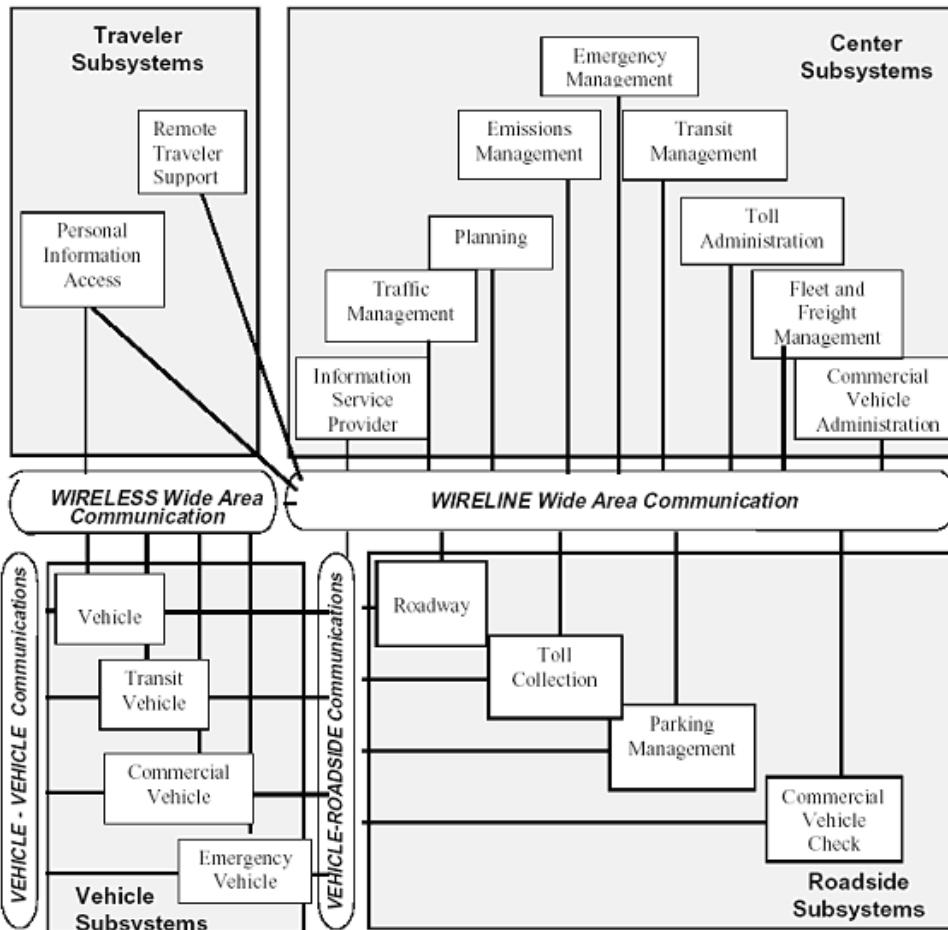 Traveler
Subsystems
Center
Subsystems
Emergency
Management
Remote
Traveler
Support
Emissions
Management
Transit
Management
Personal
Information
Access
Planning
Toll
Administration
Traffic
Management
Fleet and
Freight
Management
Information
Service
Provider
Commercial
Vehicle
Administration
WIRELESS Wide Area
Communication
WIRELINE Wide Area Communication
VEHICLE - VEHICLE Communications
Vehicle
Transit
Vehicle
Commercial
Vehicle
Emergency
Vehicle
Vehicle
Subsystems
VEHICLE-ROADSIDE Communications
Roadway
Toll
Collection
Parking
Management
Commercial
Vehicle
Check
Roadside
Subsystems